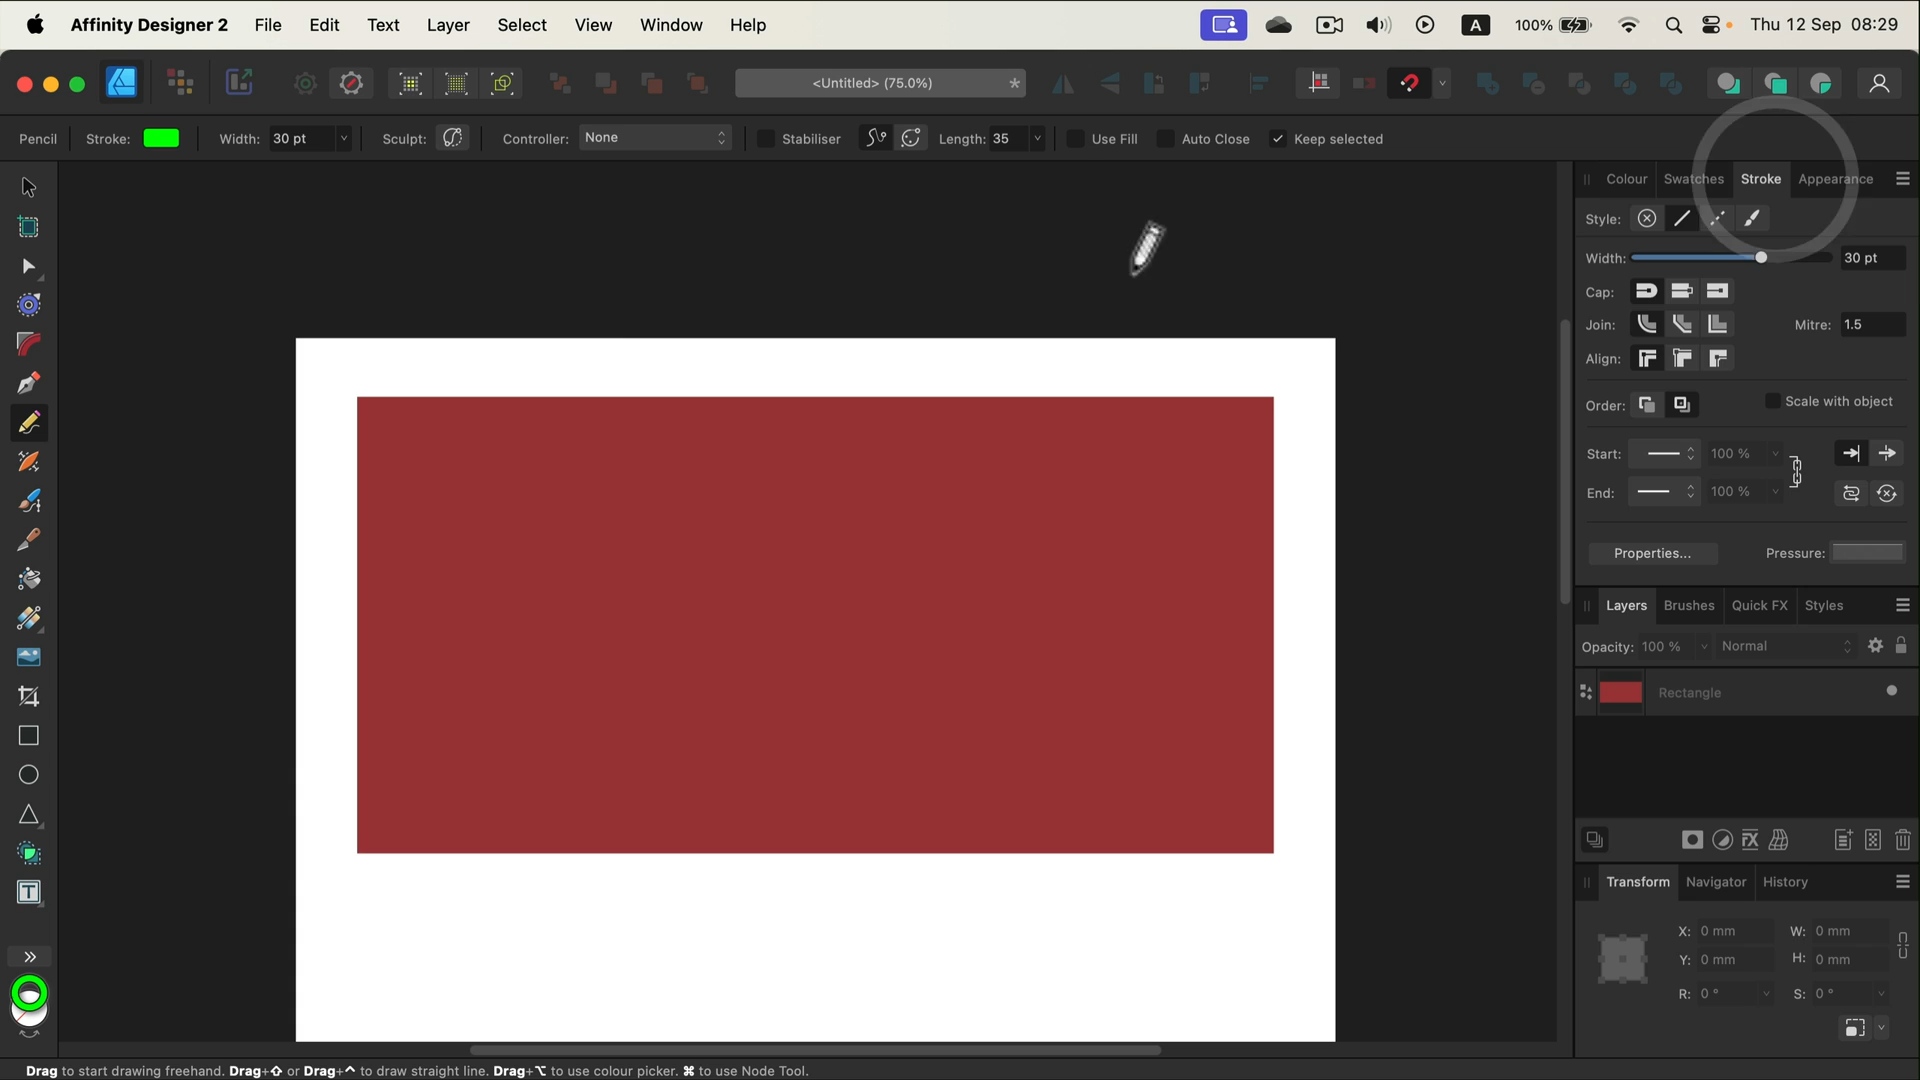 Affinity Designer 2 File Edit Text Layer Select View Window Help A 100% Thu 12 Sep 08:29
<Untitled> (75.0%) *
Pencil Stroke: Width: 30 pt Sculpt: Controller: None Stabiliser Length: 35 Use Fill Auto Close Keep selected
Colour Swatches Stroke Appearance
Style:
Width: 30 pt
Cap:
Join: Mitre: 1.5
Align:
Order: Scale with object
Start: 100 %
End: 100 %
Properties... Pressure:
Layers Brushes Quick FX Styles
Opacity: 100 % Normal
Rectangle
FX
Transform Navigator History
X: 0 mm W: 0 mm
Y: 0 mm H: 0 mm
R: 0 ° S: 0 °
T
Drag to start drawing freehand. Drag+⇧ or Drag+^ to draw straight line. Drag+⌥ to use colour picker. ⌘ to use Node Tool.